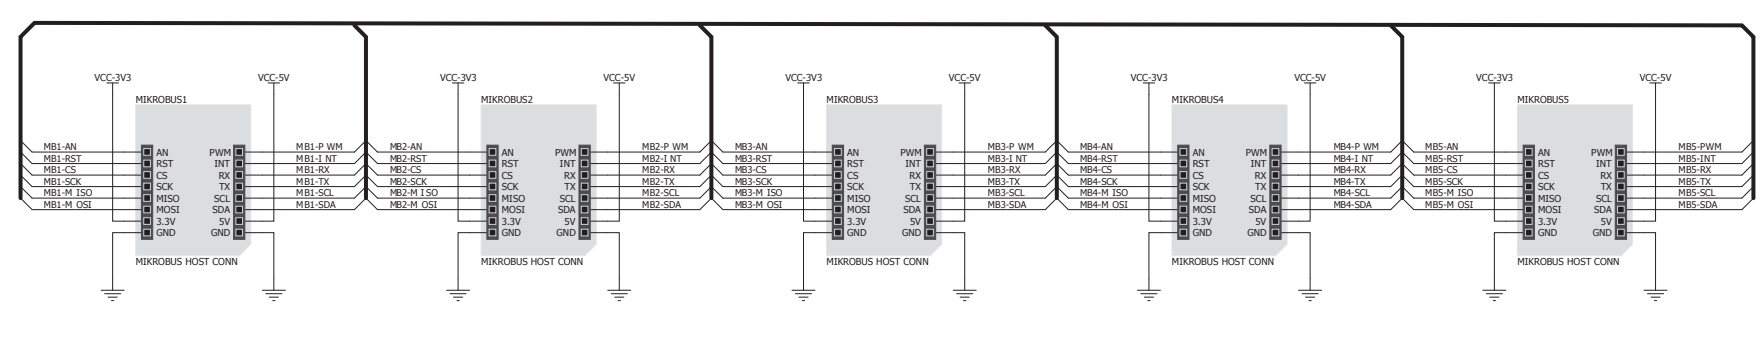 VCC-3V3 VCC-5V VCC-3V3 VCC-5V VCC-3V3 VCC-5V VCC-3V3 VCC-5V VCC-3V3 VCC-5V
MIKROBUS1 MIKROBUS2 MIKROBUS3 MIKROBUS4 MIKROBUS5
MB1-AN AN PWM MB1-P WM MB2-AN AN PWM MB2-P WM MB3-AN AN PWM MB3-P WM MB4-AN AN PWM MB4-P WM MB5-AN AN PWM MB5-PWM
MB1-RST RST INT MB1-I NT MB2-RST RST INT MB2-I NT MB3-RST RST INT MB3-I NT MB4-RST RST INT MB4-I NT MB5-RST RST INT MB5-INT
MB1-CS CS RX MB1-RX MB2-CS CS RX MB2-RX MB3-CS CS RX MB3-RX MB4-CS CS RX MB4-RX MB5-CS CS RX MB5-RX
MB1-SCK SCK TX MB1-TX MB2-SCK SCK TX MB2-TX MB3-SCK SCK TX MB3-TX MB4-SCK SCK TX MB4-TX MB5-SCK SCK TX MB5-TX
MB1-M ISO MISO SCL MB1-SCL MB2-M ISO MISO SCL MB2-SCL MB3-M ISO MISO SCL MB3-SCL MB4-M ISO MISO SCL MB4-SCL MB5-M ISO MISO SCL MB5-SCL
MB1-M OSI MOSI SDA MB1-SDA MB2-M OSI MOSI SDA MB2-SDA MB3-M OSI MOSI SDA MB3-SDA MB4-M OSI MOSI SDA MB4-SDA MB5-M OSI MOSI SDA MB5-SDA
3.3V 5V 3.3V 5V 3.3V 5V 3.3V 5V 3.3V 5V
GND GND GND GND GND GND GND GND GND GND
MIKROBUS HOST CONN MIKROBUS HOST CONN MIKROBUS HOST CONN MIKROBUS HOST CONN MIKROBUS HOST CONN